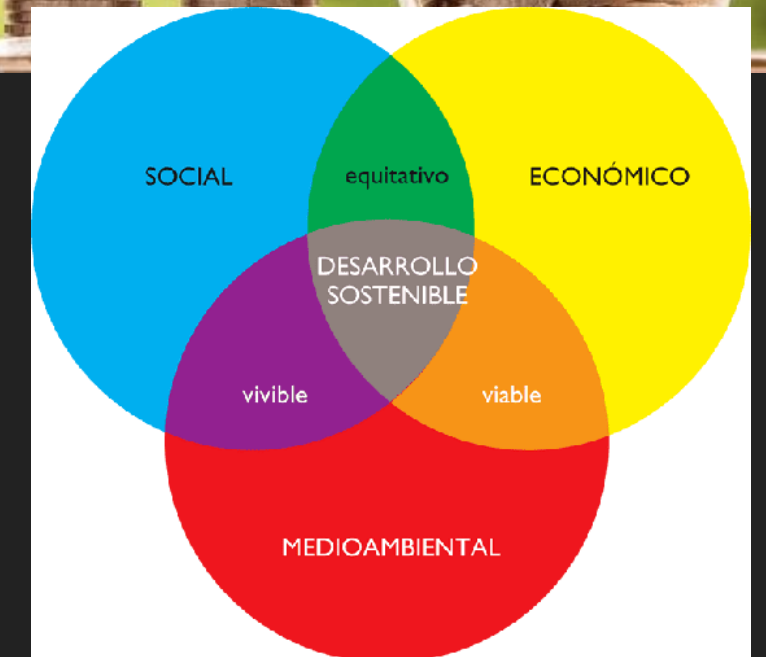 SOCIAL
equitativo
ECONÓMICO
DESARROLLO
SOSTENIBLE
vivible
viable
MEDIOAMBIENTAL